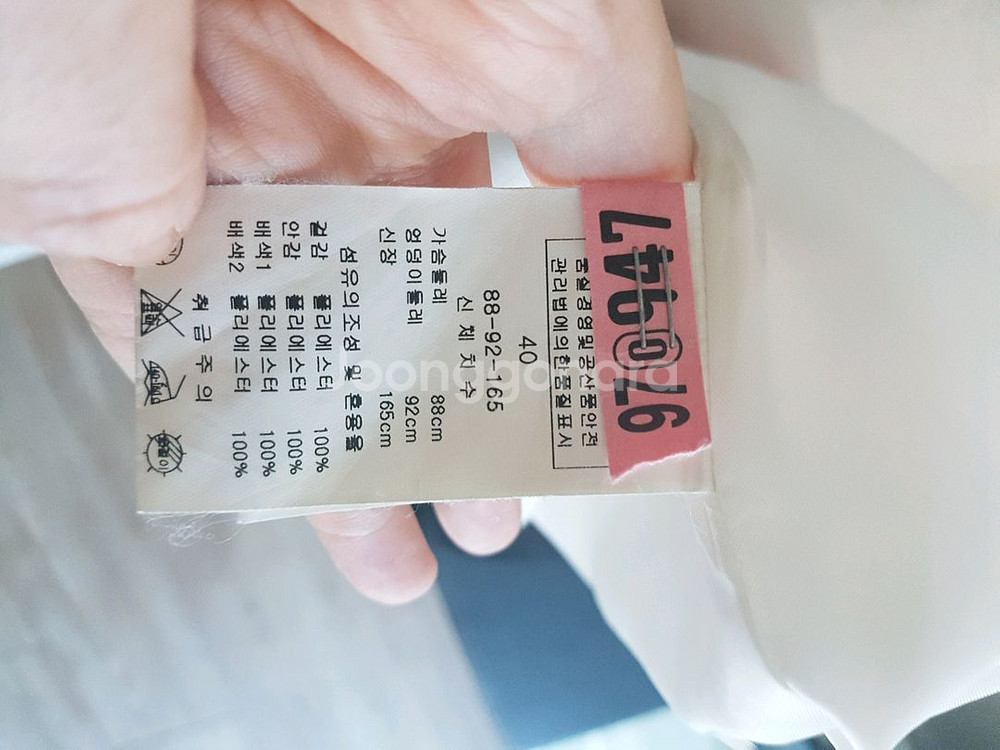 97@947
품질경영및공산품안전
관리법에의한품질표시
40
88-92-165
신 체 치 수
가슴둘레 88cm
엉덩이둘레 92cm
신장 165cm
섬유의조성 및 혼용율
겉감 폴리에스터 100%
안감 폴리에스터 100%
배색1 폴리에스터 100%
배색2 폴리에스터 100%
취 급 주 의